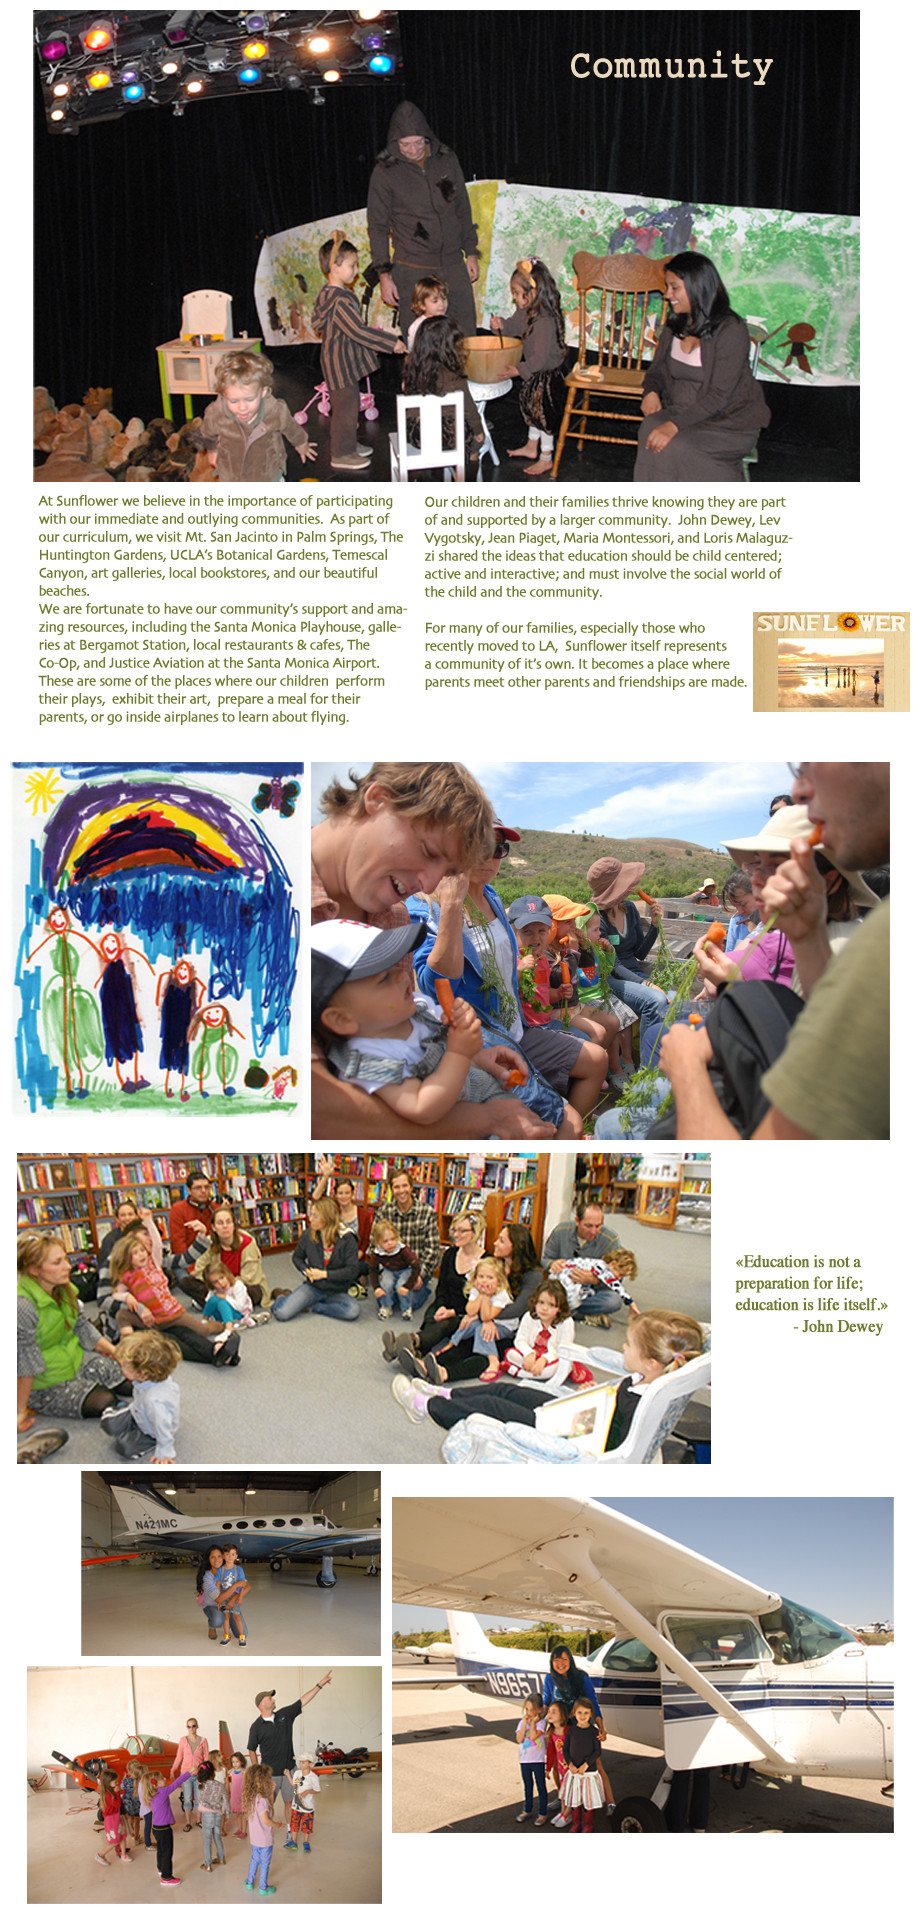 Community
At Sunflower we believe in the importance of participating
with our immediate and outlying communities. As part of
our curriculum, we visit Mt. San Jacinto in Palm Springs, The
Huntington Gardens, UCLA's Botanical Gardens, Temescal
Canyon, art galleries, local bookstores, and our beautiful
beaches.
We are fortunate to have our community's support and ama-
zing resources, including the Santa Monica Playhouse, galle-
ries at Bergamot Station, local restaurants & cafes, The
Co-Op, and Justice Aviation at the Santa Monica Airport.
These are some of the places where our children perform
their plays, exhibit their art, prepare a meal for their
parents, or go inside airplanes to learn about flying.
Our children and their families thrive knowing they are part
of and supported by a larger community. John Dewey, Lev
Vygotsky, Jean Piaget, Maria Montessori, and Loris Malaguz-
zi shared the ideas that education should be child centered;
active and interactive; and must involve the social world of
the child and the community.
For many of our families, especially those who
recently moved to LA, Sunflower itself represents
a community of it's own. It becomes a place where
parents meet other parents and friendships are made.
SUNFLOWER
«Education is not a
preparation for life;
education is life itself.»
- John Dewey
N421MC
N9657